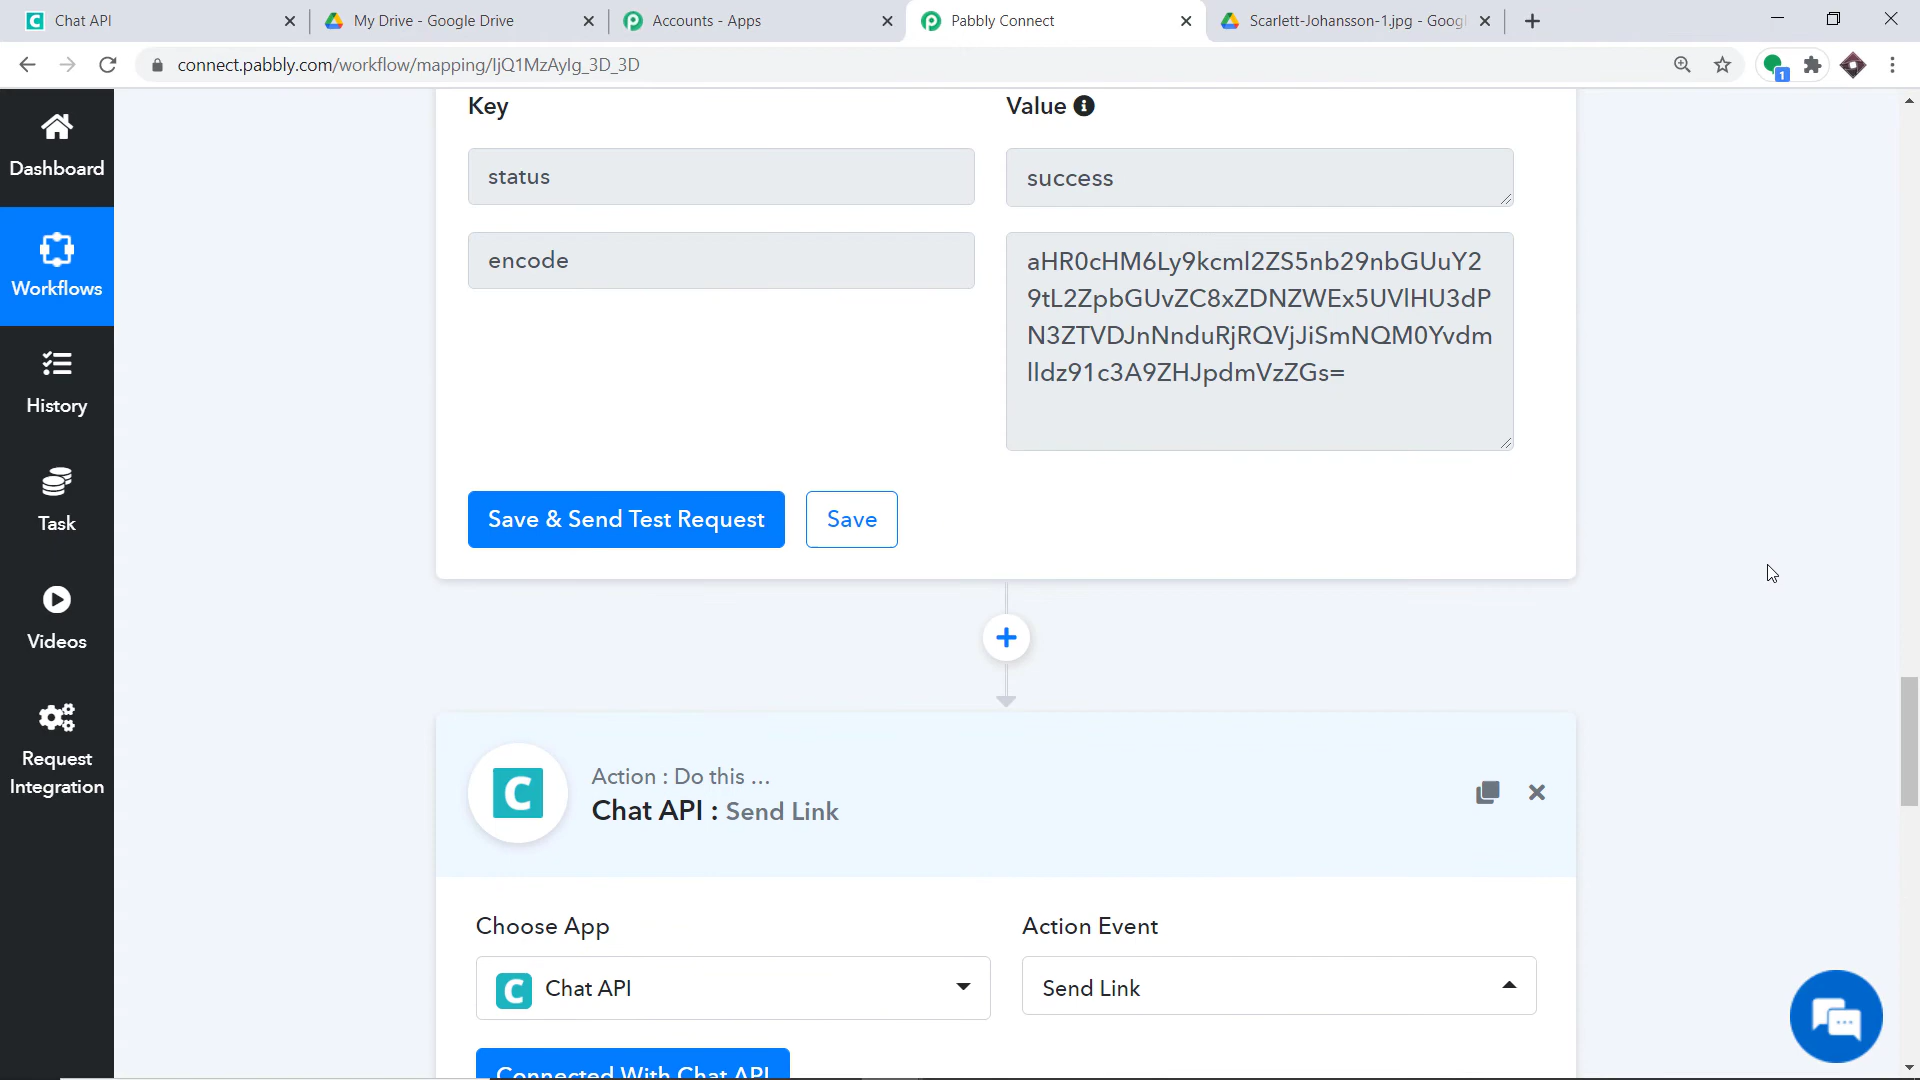 Chat API
My Drive - Google Drive
Accounts - Apps
Pabbly Connect
Scarlett-Johansson-1.jpg - Googl
connect.pabbly.com/workflow/mapping/IjQ1MzAyIg_3D_3D
1
Dashboard
Workflows
History
Task
Videos
Request
Integration
Key
Value
status
success
encode
aHR0cHM6Ly9kcml2ZS5nb29nbGUuY2
9tL2ZpbGUvZC8xZDNZWEx5UVlHU3dP
N3ZTVDJnNnduRjRQVjJiSmNQM0Yvdm
lldz91c3A9ZHJpdmVzZGs=
Save & Send Test Request
Save
C
Action : Do this ...
Chat API : Send Link
Choose App
Action Event
C
Chat API
Send Link
Connected With Chat API